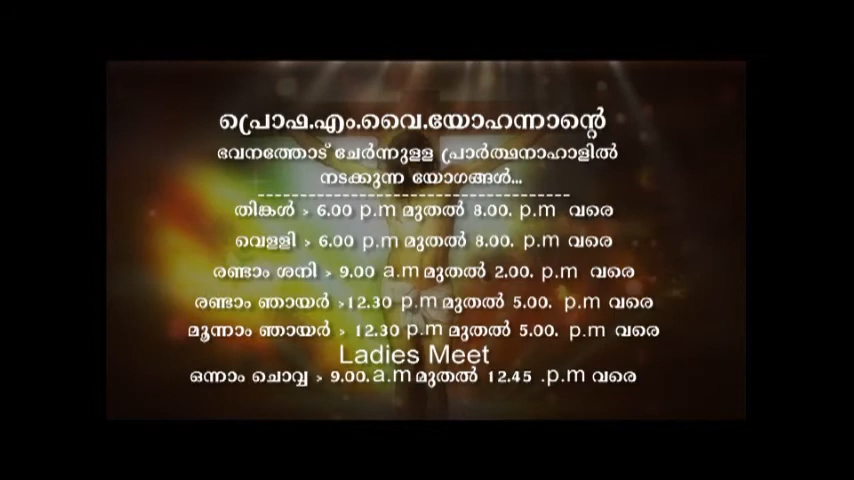 പ്രൊഫ.എം.വൈ.യോഹന്നാന്റെ
ഭവനത്തോട് ചേർന്നുളള പ്രാർത്ഥനാഹാളിൽ
നടക്കുന്ന യോഗങ്ങൾ...
--------------------------------------
തിങ്കൾ > 6.00 p.m മുതൽ 8.00. p.m വരെ
വെളളി > 6.00 p.m മുതൽ 8.00. p.m വരെ
രണ്ടാം ശനി > 9.00 a.m മുതൽ 2.00. p.m വരെ
രണ്ടാം ഞായർ >12.30 p.m മുതൽ 5.00. p.m വരെ
മൂന്നാം ഞായർ > 12.30 p.m മുതൽ 5.00. p.m വരെ
Ladies Meet
ഒന്നാം ചൊവ്വ > 9.00. a.m മുതൽ 12.45 .p.m വരെ